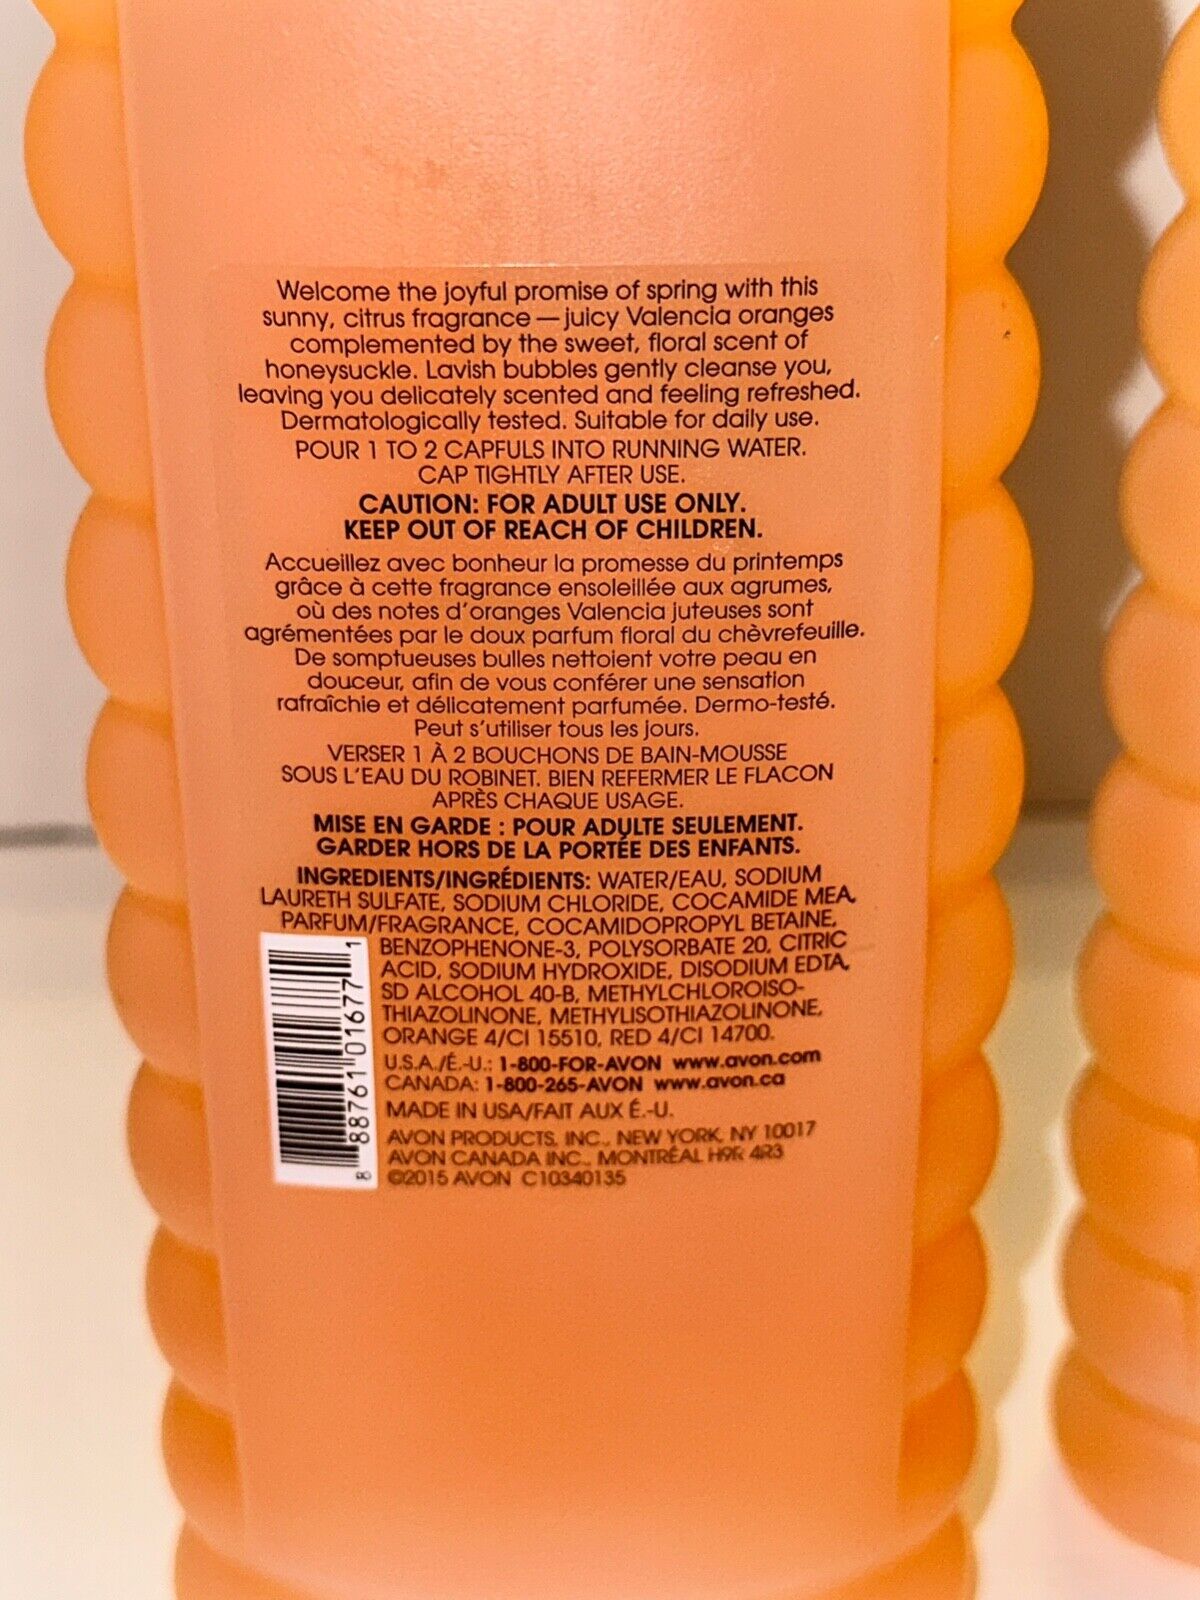 Welcome the joyful promise of spring with this
sunny, citrus fragrance — juicy Valencia oranges
complemented by the sweet, floral scent of
honeysuckle. Lavish bubbles gently cleanse you,
leaving you delicately scented and feeling refreshed.
Dermatologically tested. Suitable for daily use.
POUR 1 TO 2 CAPFULS INTO RUNNING WATER.
CAP TIGHTLY AFTER USE.
CAUTION: FOR ADULT USE ONLY.
KEEP OUT OF REACH OF CHILDREN.
Accueillez avec bonheur la promesse du printemps
grâce à cette fragrance ensoleillée aux agrumes,
où des notes d'oranges Valencia juteuses sont
agrémentées par le doux parfum floral du chèvrefeuille.
De somptueuses bulles nettoient votre peau en
douceur, afin de vous conférer une sensation
rafraîchie et délicatement parfumée. Dermo-testé.
Peut s'utiliser tous les jours.
VERSER 1 À 2 BOUCHONS DE BAIN-MOUSSE
SOUS L'EAU DU ROBINET. BIEN REFERMER LE FLACON
APRÈS CHAQUE USAGE.
MISE EN GARDE : POUR ADULTE SEULEMENT.
GARDER HORS DE LA PORTÉE DES ENFANTS.
INGREDIENTS/INGRÉDIENTS: WATER/EAU, SODIUM
LAURETH SULFATE, SODIUM CHLORIDE, COCAMIDE MEA,
PARFUM/FRAGRANCE, COCAMIDOPROPYL BETAINE,
BENZOPHENONE-3, POLYSORBATE 20, CITRIC
ACID, SODIUM HYDROXIDE, DISODIUM EDTA,
SD ALCOHOL 40-B, METHYLCHLOROISO-
THIAZOLINONE, METHYLISOTHIAZOLINONE,
ORANGE 4/CI 15510, RED 4/CI 14700.
U.S.A./É.-U.: 1-800-FOR-AVON www.avon.com
CANADA: 1-800-265-AVON www.avon.ca
MADE IN USA/FAIT AUX É.-U.
AVON PRODUCTS, INC., NEW YORK, NY 10017
AVON CANADA INC., MONTRÉAL H9R 4R3
©2015 AVON C10340135
8 88761 01677 1